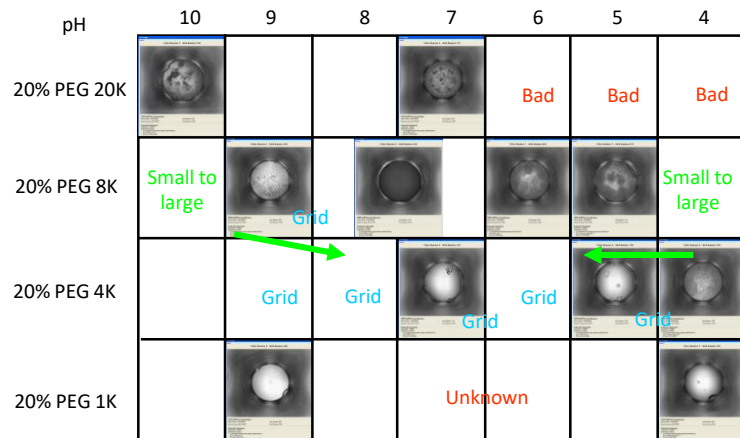 pH 10 9 8 7 6 5 4
20% PEG 20K Bad Bad Bad
20% PEG 8K Small to large Grid Small to large
20% PEG 4K Grid Grid Grid Grid Grid
20% PEG 1K Unknown